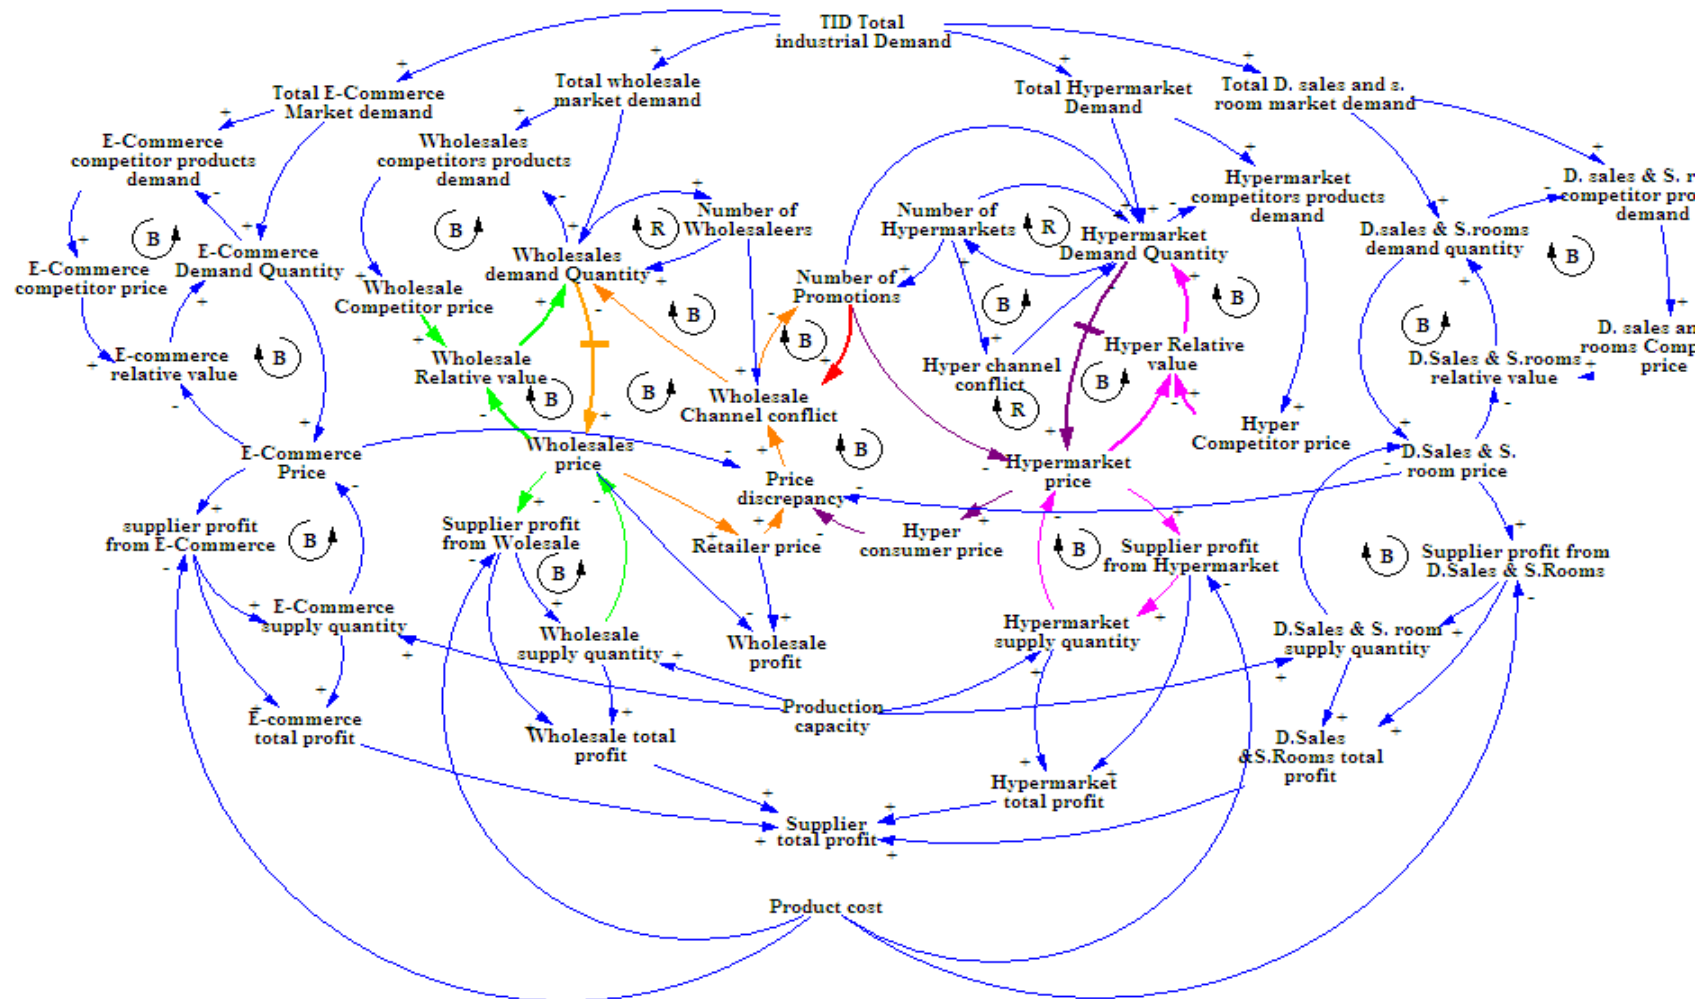 TID Total
industrial Demand
Total E-Commerce
Market demand
Total wholesale
market demand
Total Hypermarket
Demand
Total D. sales and s.
room market demand
E-Commerce
competitor products
demand
Wholesales
competitors products
demand
Hypermarket
competitors products
demand
D. sales & S. r
competitor pro
demand
Number of
Wholesaleers
Number of
Hypermarkets
E-Commerce
Demand Quantity
Wholesales
demand Quantity
Hypermarket
Demand Quantity
D.sales & S.rooms
demand quantity
E-Commerce
competitor price
Wholesale
Competitor price
Number of
Promotions
D. sales an
rooms Comp
price
E-commerce
relative value
Wholesale
Relative value
Hyper channel
conflict
Hyper Relative
value
D.Sales & S.rooms
relative value
Wholesale
Channel conflict
Hyper
Competitor price
E-Commerce
Price
Wholesales
price
Price
discrepancy
Hypermarket
price
D.Sales & S.
room price
supplier profit
from E-Commerce
Supplier profit
from Wolesale
Retailer price
Hyper
consumer price
Supplier profit
from Hypermarket
Supplier profit from
D.Sales & S.Rooms
E-Commerce
supply quantity
Wholesale
supply quantity
Wholesale
profit
Hypermarket
supply quantity
D.Sales & S. room
supply quantity
Production
capacity
E-commerce
total profit
Wholesale total
profit
Hypermarket
total profit
D.Sales
&S.Rooms total
profit
Supplier
total profit
Product cost
B
B
R
R
B
B
B
B
B
B
B
B
B
B
R
B
B
B
B
B